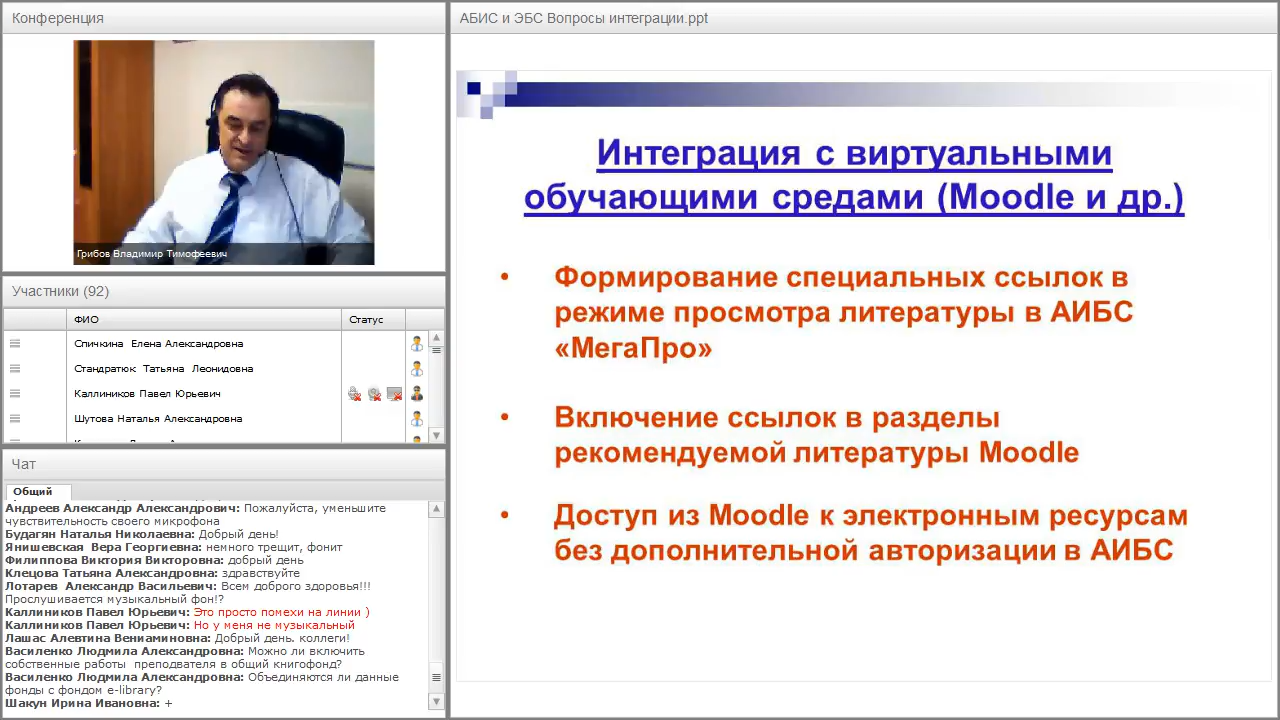 Конференция
Грибов Владимир Тимофеевич
Участники (92)
ФИО Статус
Спичкина Елена Александровна
Стандратюк Татьяна Леонидовна
Каллиников Павел Юрьевич
Шутова Наталья Александровна
Чат
Общий
Андреев Александр Александрович: Пожалуйста, уменьшите
чувствительность своего микрофона
Будагян Наталья Николаевна: Добрый день!
Янишевская Вера Георгиевна: немного трещит, фонит
Филиппова Виктория Викторовна: добрый день
Клецова Татьяна Александровна: здравствуйте
Лотарев Александр Васильевич: Всем доброго здоровья!!!
Прослушивается музыкальный фон!?
Каллиников Павел Юрьевич: Это просто помехи на линии )
Каллиников Павел Юрьевич: Но у меня не музыкальный
Лашас Алевтина Вениаминовна: Добрый день. коллеги!
Василенко Людмила Александровна: Можно ли включить
собственные работы преподвателя в общий книгофонд?
Василенко Людмила Александровна: Объединяются ли данные
фонды с фондом e-library?
Шакун Ирина Ивановна: +
АБИС и ЭБС Вопросы интеграции.ppt
Интеграция с виртуальными
обучающими средами (Moodle и др.)
• Формирование специальных ссылок в
режиме просмотра литературы в АИБС
«МегаПро»
• Включение ссылок в разделы
рекомендуемой литературы Moodle
• Доступ из Moodle к электронным ресурсам
без дополнительной авторизации в АИБС